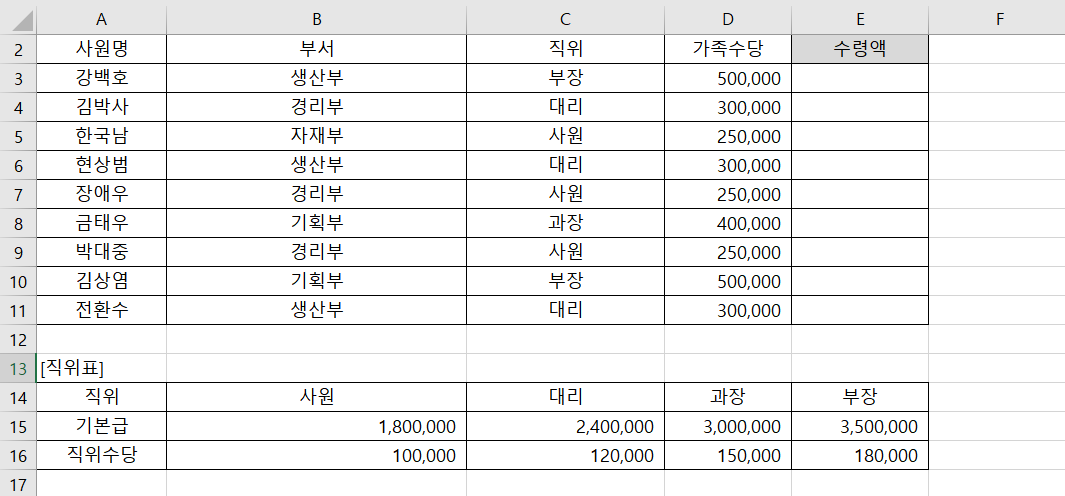 A B C D E F
2 사원명 부서 직위 가족수당 수령액
3 강백호 생산부 부장 500,000
4 김박사 경리부 대리 300,000
5 한국남 자재부 사원 250,000
6 현상범 생산부 대리 300,000
7 장애우 경리부 사원 250,000
8 금태우 기획부 과장 400,000
9 박대중 경리부 사원 250,000
10 김상염 기획부 부장 500,000
11 전환수 생산부 대리 300,000
12
13 [직위표]
14 직위 사원 대리 과장 부장
15 기본급 1,800,000 2,400,000 3,000,000 3,500,000
16 직위수당 100,000 120,000 150,000 180,000
17